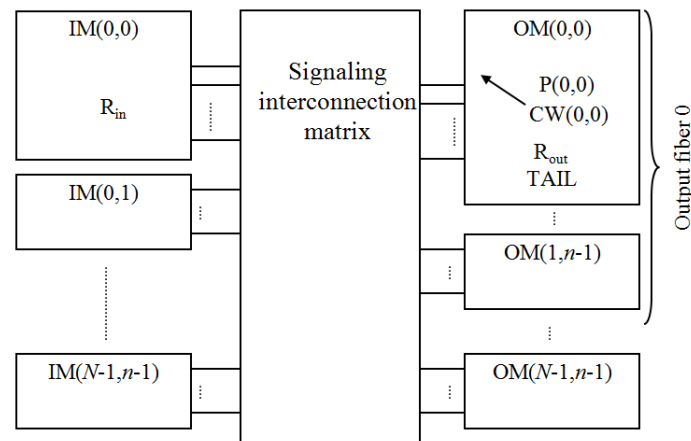 IM(0,0)
R_in
IM(0,1)
IM(N-1,n-1)
Signaling
interconnection
matrix
OM(0,0)
P(0,0)
CW(0,0)
R_out
TAIL
OM(1,n-1)
OM(N-1,n-1)
Output fiber 0